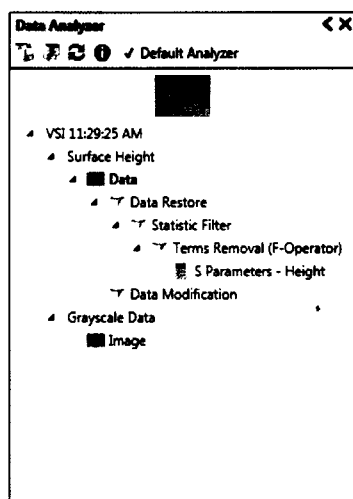 Data Analyzer
✓ Default Analyzer
VSI 11:29:25 AM
Surface Height
Data
Data Restore
Statistic Filter
Terms Removal (F-Operator)
S Parameters - Height
Data Modification
Grayscale Data
Image